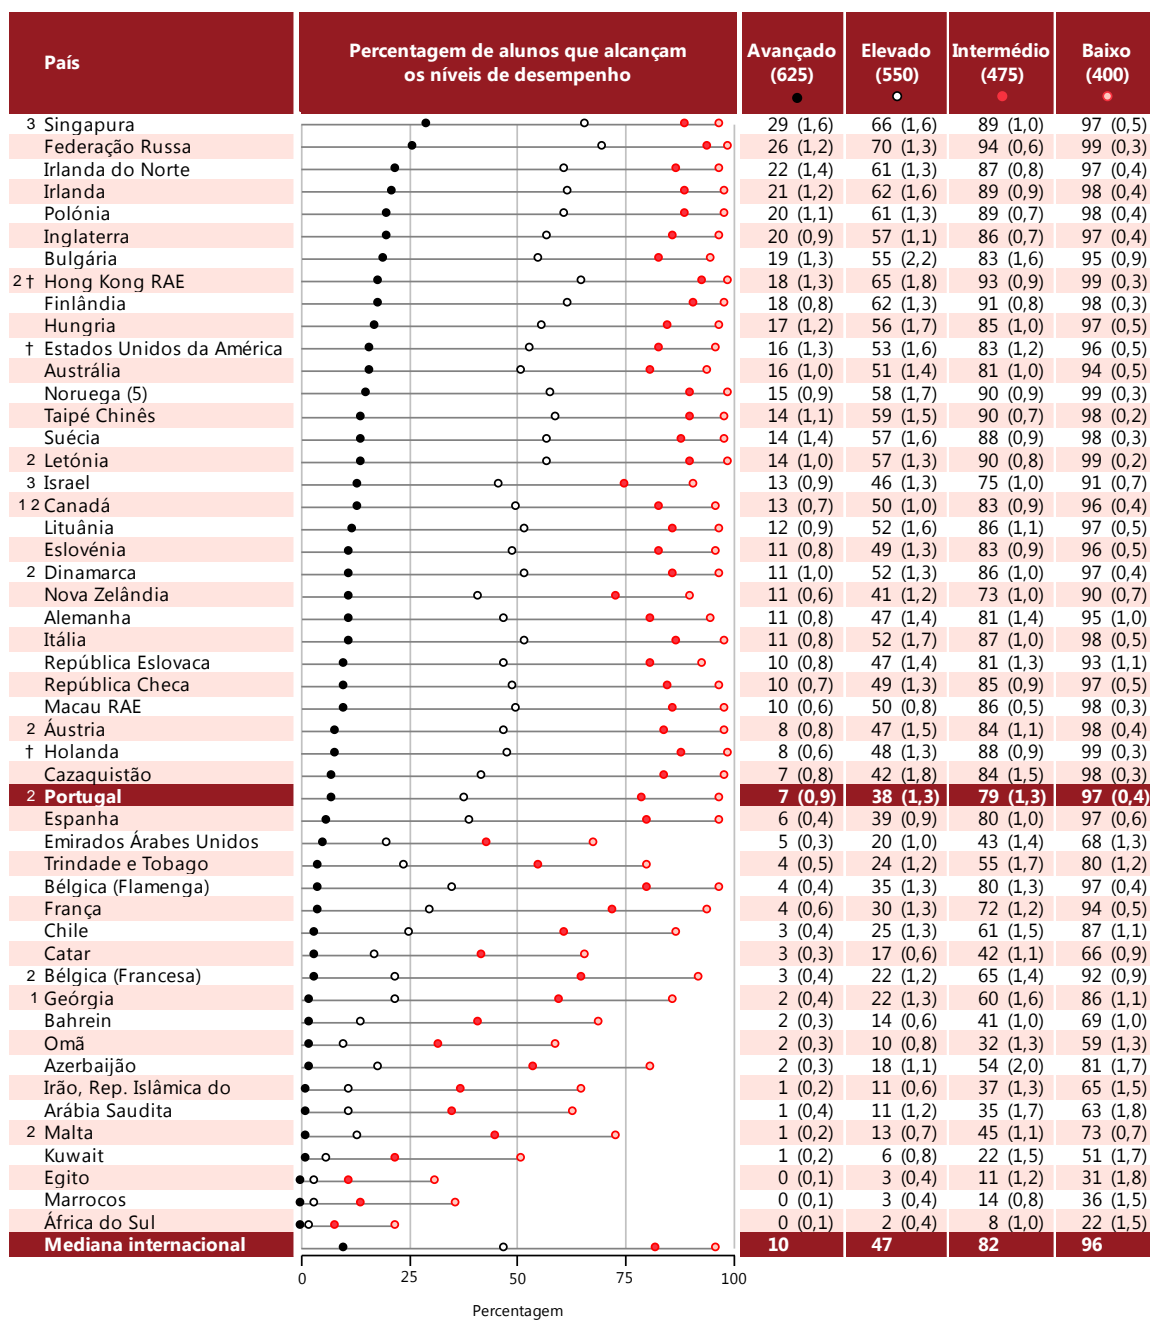 País Percentagem de alunos que alcançam os níveis de desempenho Avançado (625) Elevado (550) Intermédio (475) Baixo (400)
3 Singapura 29 (1,6) 66 (1,6) 89 (1,0) 97 (0,5)
Federação Russa 26 (1,2) 70 (1,3) 94 (0,6) 99 (0,3)
Irlanda do Norte 22 (1,4) 61 (1,3) 87 (0,8) 97 (0,4)
Irlanda 21 (1,2) 62 (1,6) 89 (0,9) 98 (0,4)
Polónia 20 (1,1) 61 (1,3) 89 (0,7) 98 (0,4)
Inglaterra 20 (0,9) 57 (1,1) 86 (0,7) 97 (0,4)
Bulgária 19 (1,3) 55 (2,2) 83 (1,6) 95 (0,9)
2 † Hong Kong RAE 18 (1,3) 65 (1,8) 93 (0,9) 99 (0,3)
Finlândia 18 (0,8) 62 (1,3) 91 (0,8) 98 (0,3)
Hungria 17 (1,2) 56 (1,7) 85 (1,0) 97 (0,5)
† Estados Unidos da América 16 (1,3) 53 (1,6) 83 (1,2) 96 (0,5)
Austrália 16 (1,0) 51 (1,4) 81 (1,0) 94 (0,5)
Noruega (5) 15 (0,9) 58 (1,7) 90 (0,9) 99 (0,3)
Taipé Chinês 14 (1,1) 59 (1,5) 90 (0,7) 98 (0,2)
Suécia 14 (1,4) 57 (1,6) 88 (0,9) 98 (0,3)
2 Letónia 14 (1,0) 57 (1,3) 90 (0,8) 99 (0,2)
3 Israel 13 (0,9) 46 (1,3) 75 (1,0) 91 (0,7)
1 2 Canadá 13 (0,7) 50 (1,0) 83 (0,9) 96 (0,4)
Lituânia 12 (0,9) 52 (1,6) 86 (1,1) 97 (0,5)
Eslovénia 11 (0,8) 49 (1,3) 83 (0,9) 96 (0,5)
2 Dinamarca 11 (1,0) 52 (1,3) 86 (1,0) 97 (0,4)
Nova Zelândia 11 (0,6) 41 (1,2) 73 (1,0) 90 (0,7)
Alemanha 11 (0,8) 47 (1,4) 81 (1,4) 95 (1,0)
Itália 11 (0,8) 52 (1,7) 87 (1,0) 98 (0,5)
República Eslovaca 10 (0,8) 47 (1,4) 81 (1,3) 93 (1,1)
República Checa 10 (0,7) 49 (1,3) 85 (0,9) 97 (0,5)
Macau RAE 10 (0,6) 50 (0,8) 86 (0,5) 98 (0,3)
2 Áustria 8 (0,8) 47 (1,5) 84 (1,1) 98 (0,4)
† Holanda 8 (0,6) 48 (1,3) 88 (0,9) 99 (0,3)
Cazaquistão 7 (0,8) 42 (1,8) 84 (1,5) 98 (0,3)
2 Portugal 7 (0,9) 38 (1,3) 79 (1,3) 97 (0,4)
Espanha 6 (0,4) 39 (0,9) 80 (1,0) 97 (0,6)
Emirados Árabes Unidos 5 (0,3) 20 (1,0) 43 (1,4) 68 (1,3)
Trindade e Tobago 4 (0,5) 24 (1,2) 55 (1,7) 80 (1,2)
Bélgica (Flamenga) 4 (0,4) 35 (1,3) 80 (1,3) 97 (0,4)
França 4 (0,6) 30 (1,3) 72 (1,2) 94 (0,5)
Chile 3 (0,4) 25 (1,3) 61 (1,5) 87 (1,1)
Catar 3 (0,3) 17 (0,6) 42 (1,1) 66 (0,9)
2 Bélgica (Francesa) 3 (0,4) 22 (1,2) 65 (1,4) 92 (0,9)
1 Geórgia 2 (0,4) 22 (1,3) 60 (1,6) 86 (1,1)
Bahrein 2 (0,3) 14 (0,6) 41 (1,0) 69 (1,0)
Omã 2 (0,3) 10 (0,8) 32 (1,3) 59 (1,3)
Azerbaijão 2 (0,3) 18 (1,1) 54 (2,0) 81 (1,7)
Irão, Rep. Islâmica do 1 (0,2) 11 (0,6) 37 (1,3) 65 (1,5)
Arábia Saudita 1 (0,4) 11 (1,2) 35 (1,7) 63 (1,8)
2 Malta 1 (0,2) 13 (0,7) 45 (1,1) 73 (0,7)
Kuwait 1 (0,2) 6 (0,8) 22 (1,5) 51 (1,7)
Egito 0 (0,1) 3 (0,4) 11 (1,2) 31 (1,8)
Marrocos 0 (0,1) 3 (0,4) 14 (0,8) 36 (1,5)
África do Sul 0 (0,1) 2 (0,4) 8 (1,0) 22 (1,5)
Mediana internacional 10 47 82 96
0 25 50 75 100
Percentagem